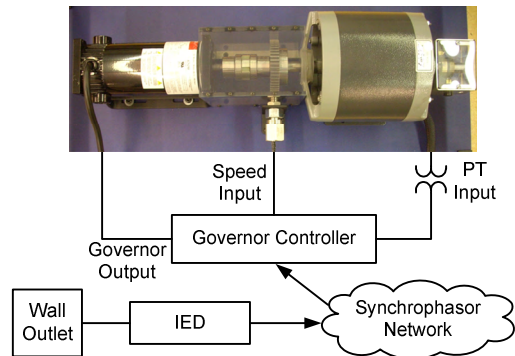 Speed
Input
PT
Input
Governor Controller
Governor
Output
Wall
Outlet
IED
Synchrophasor
Network